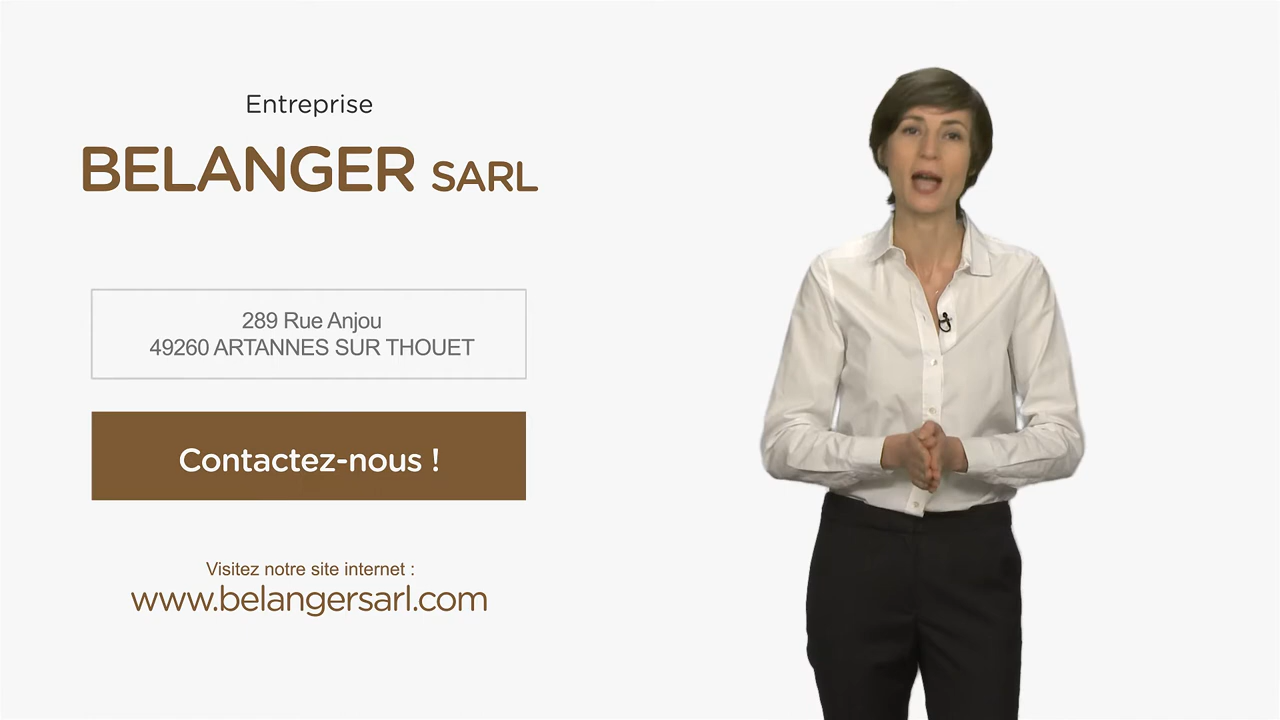 Entreprise
BELANGER SARL
289 Rue Anjou
49260 ARTANNES SUR THOUET
Contactez-nous !
Visitez notre site internet :
www.belangersarl.com